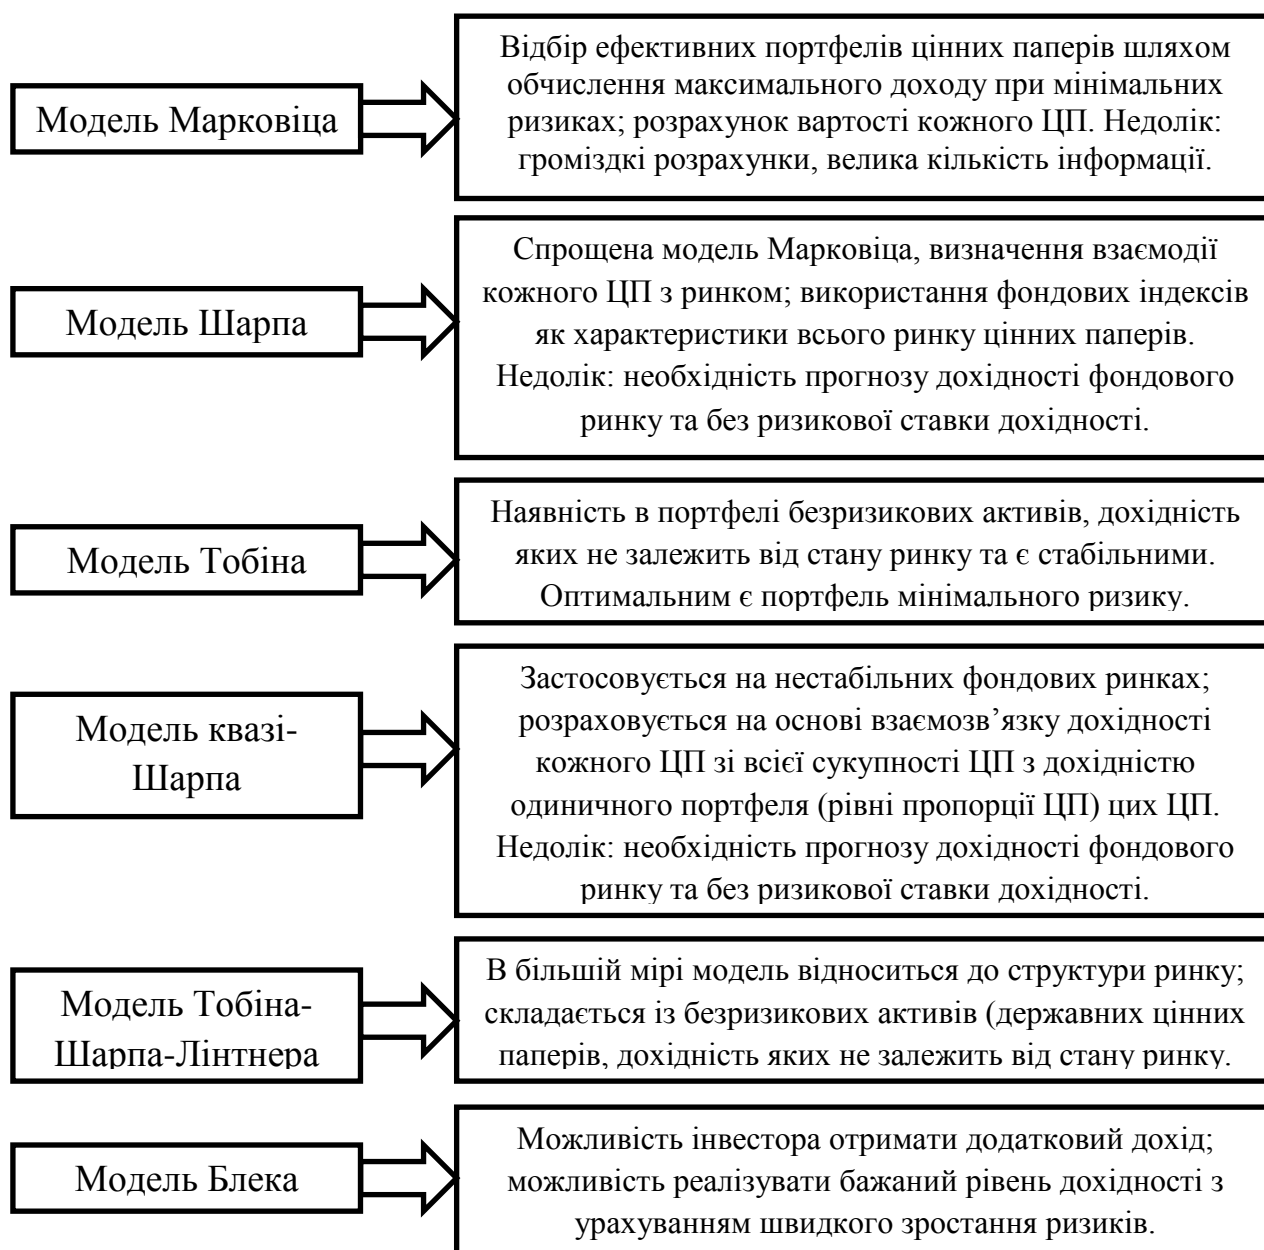 Модель Марковіца
Відбір ефективних портфелів цінних паперів шляхом
обчислення максимального доходу при мінімальних
ризиках; розрахунок вартості кожного ЦП. Недолік:
громіздкі розрахунки, велика кількість інформації.
Модель Шарпа
Спрощена модель Марковіца, визначення взаємодії
кожного ЦП з ринком; використання фондових індексів
як характеристики всього ринку цінних паперів.
Недолік: необхідність прогнозу дохідності фондового
ринку та без ризикової ставки дохідності.
Модель Тобіна
Наявність в портфелі безризикових активів, дохідність
яких не залежить від стану ринку та є стабільними.
Оптимальним є портфель мінімального ризику.
Модель квазі-
Шарпа
Застосовується на нестабільних фондових ринках;
розраховується на основі взаємозв’язку дохідності
кожного ЦП зі всієї сукупності ЦП з дохідністю
одиничного портфеля (рівні пропорції ЦП) цих ЦП.
Недолік: необхідність прогнозу дохідності фондового
ринку та без ризикової ставки дохідності.
Модель Тобіна-
Шарпа-Лінтнера
В більшій мірі модель відноситься до структури ринку;
складається із безризикових активів (державних цінних
паперів, дохідність яких не залежить від стану ринку.
Модель Блека
Можливість інвестора отримати додатковий дохід;
можливість реалізувати бажаний рівень дохідності з
урахуванням швидкого зростання ризиків.